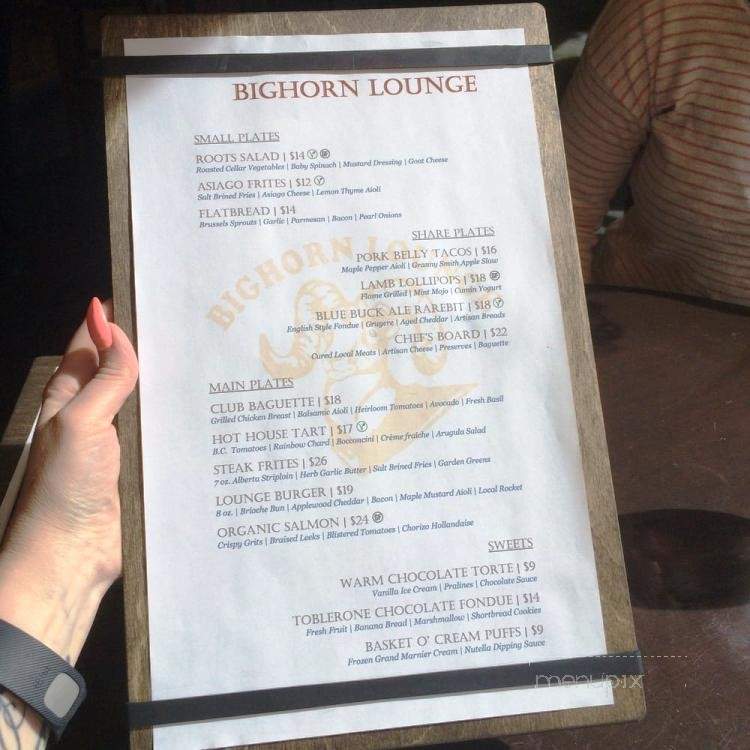 BIGHORN LOUNGE
SMALL PLATES
ROOTS SALAD | $14
Roasted Cellar Vegetables | Baby Spinach | Mustard Dressing | Goat Cheese
ASIAGO FRITES | $12
Salt Brined Fries | Asiago Cheese | Lemon Thyme Aioli
FLATBREAD | $14
Brussels Sprouts | Garlic | Parmesan | Bacon | Pearl Onions
SHARE PLATES
PORK BELLY TACOS | $16
Maple Pepper Aioli | Granny Smith Apple Slaw
LAMB LOLLIPOPS | $18
Flame Grilled | Mint Mojo | Cumin Yogurt
BLUE BUCK ALE RAREBIT | $18
English Style Fondue | Gruyere | Aged Cheddar | Artisan Breads
CHEF'S BOARD | $22
Cured Local Meats | Artisan Cheese | Preserves | Baguette
BIGHORN LOUNGE
MAIN PLATES
CLUB BAGUETTE | $18
Grilled Chicken Breast | Balsamic Aioli | Heirloom Tomatoes | Avocado | Fresh Basil
HOT HOUSE TART | $17
B.C. Tomatoes | Rainbow Chard | Bocconcini | Crème fraîche | Arugula Salad
STEAK FRITES | $26
7 oz. Alberta Striploin | Herb Garlic Butter | Salt Brined Fries | Garden Greens
LOUNGE BURGER | $19
8 oz. | Brioche Bun | Applewood Cheddar | Bacon | Maple Mustard Aioli | Local Rocket
ORGANIC SALMON | $24
Crispy Grits | Braised Leeks | Blistered Tomatoes | Chorizo Hollandaise
SWEETS
WARM CHOCOLATE TORTE | $9
Vanilla Ice Cream | Pralines | Chocolate Sauce
TOBLERONE CHOCOLATE FONDUE | $14
Fresh Fruit | Banana Bread | Marshmallow | Shortbread Cookies
BASKET O' CREAM PUFFS | $9
Frozen Grand Marnier Cream | Nutella Dipping Sauce
menupix